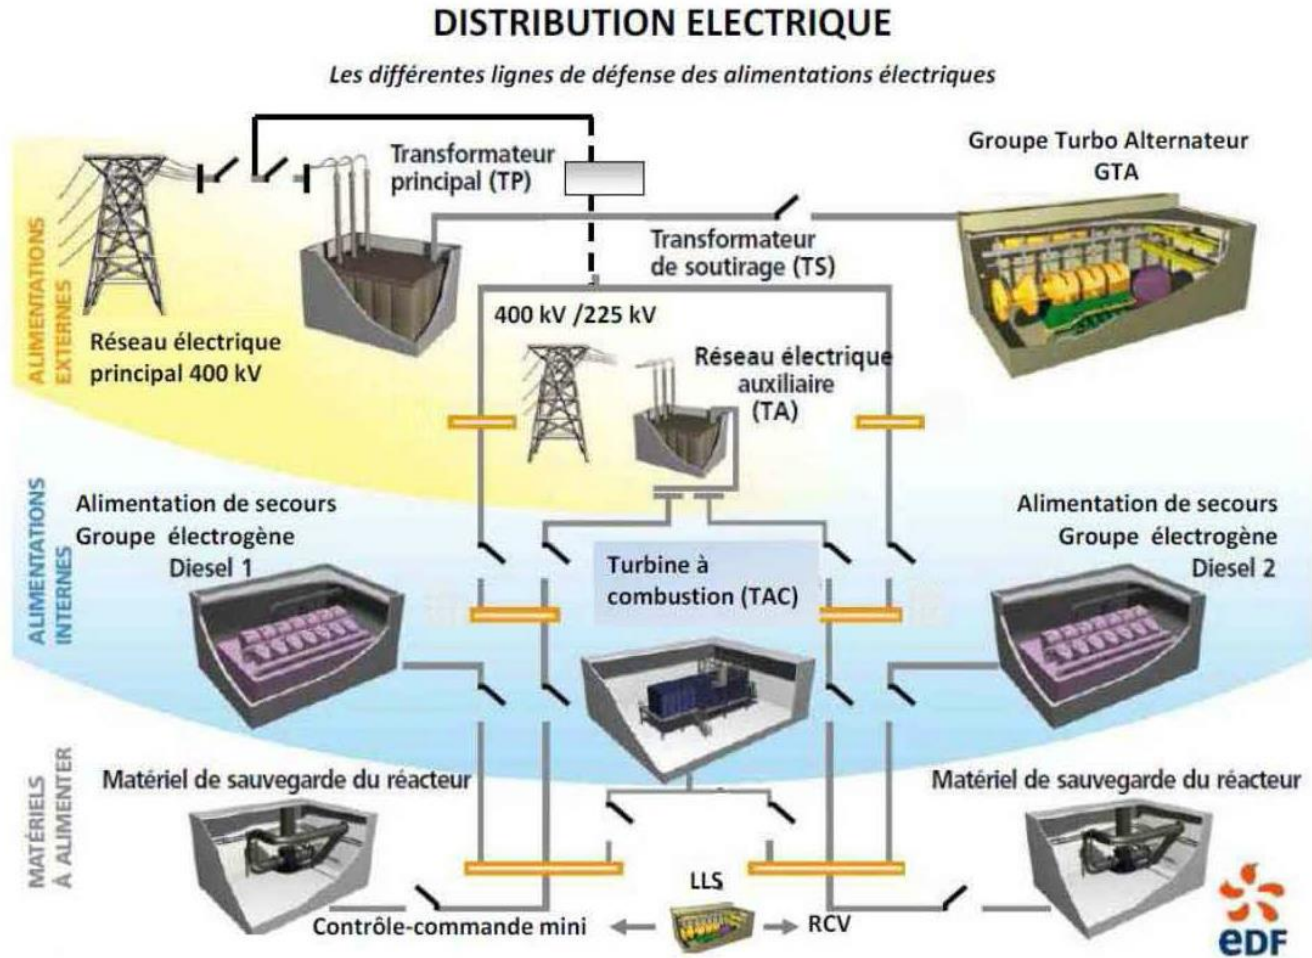 DISTRIBUTION ELECTRIQUE
Les différentes lignes de défense des alimentations électriques
ALIMENTATIONS
EXTERNES
Transformateur
principal (TP)
Groupe Turbo Alternateur
GTA
Transformateur
de soutirage (TS)
400 kV /225 kV
Réseau électrique
principal 400 kV
Réseau électrique
auxiliaire
(TA)
ALIMENTATIONS
INTERNES
Alimentation de secours
Groupe électrogène
Diesel 1
Turbine à
combustion (TAC)
Alimentation de secours
Groupe électrogène
Diesel 2
MATÉRIELS
À ALIMENTER
Matériel de sauvegarde du réacteur
Matériel de sauvegarde du réacteur
LLS
Contrôle-commande mini
RCV
eDF